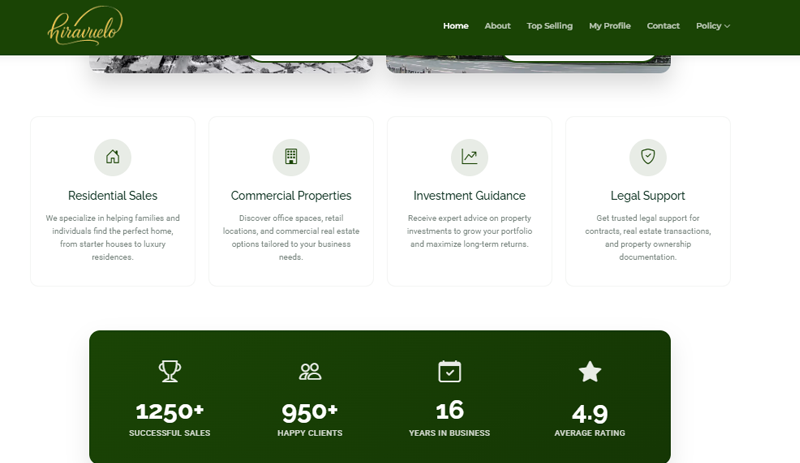 hiravuelo
Home About Top Selling My Profile Contact Policy
Residential Sales
We specialize in helping families and
individuals find the perfect home,
from starter houses to luxury
residences.
Commercial Properties
Discover office spaces, retail
locations, and commercial real estate
options tailored to your business
needs.
Investment Guidance
Receive expert advice on property
investments to grow your portfolio
and maximize long-term returns.
Legal Support
Get trusted legal support for
contracts, real estate transactions,
and property ownership
documentation.
1250+
SUCCESSFUL SALES
950+
HAPPY CLIENTS
16
YEARS IN BUSINESS
4.9
AVERAGE RATING